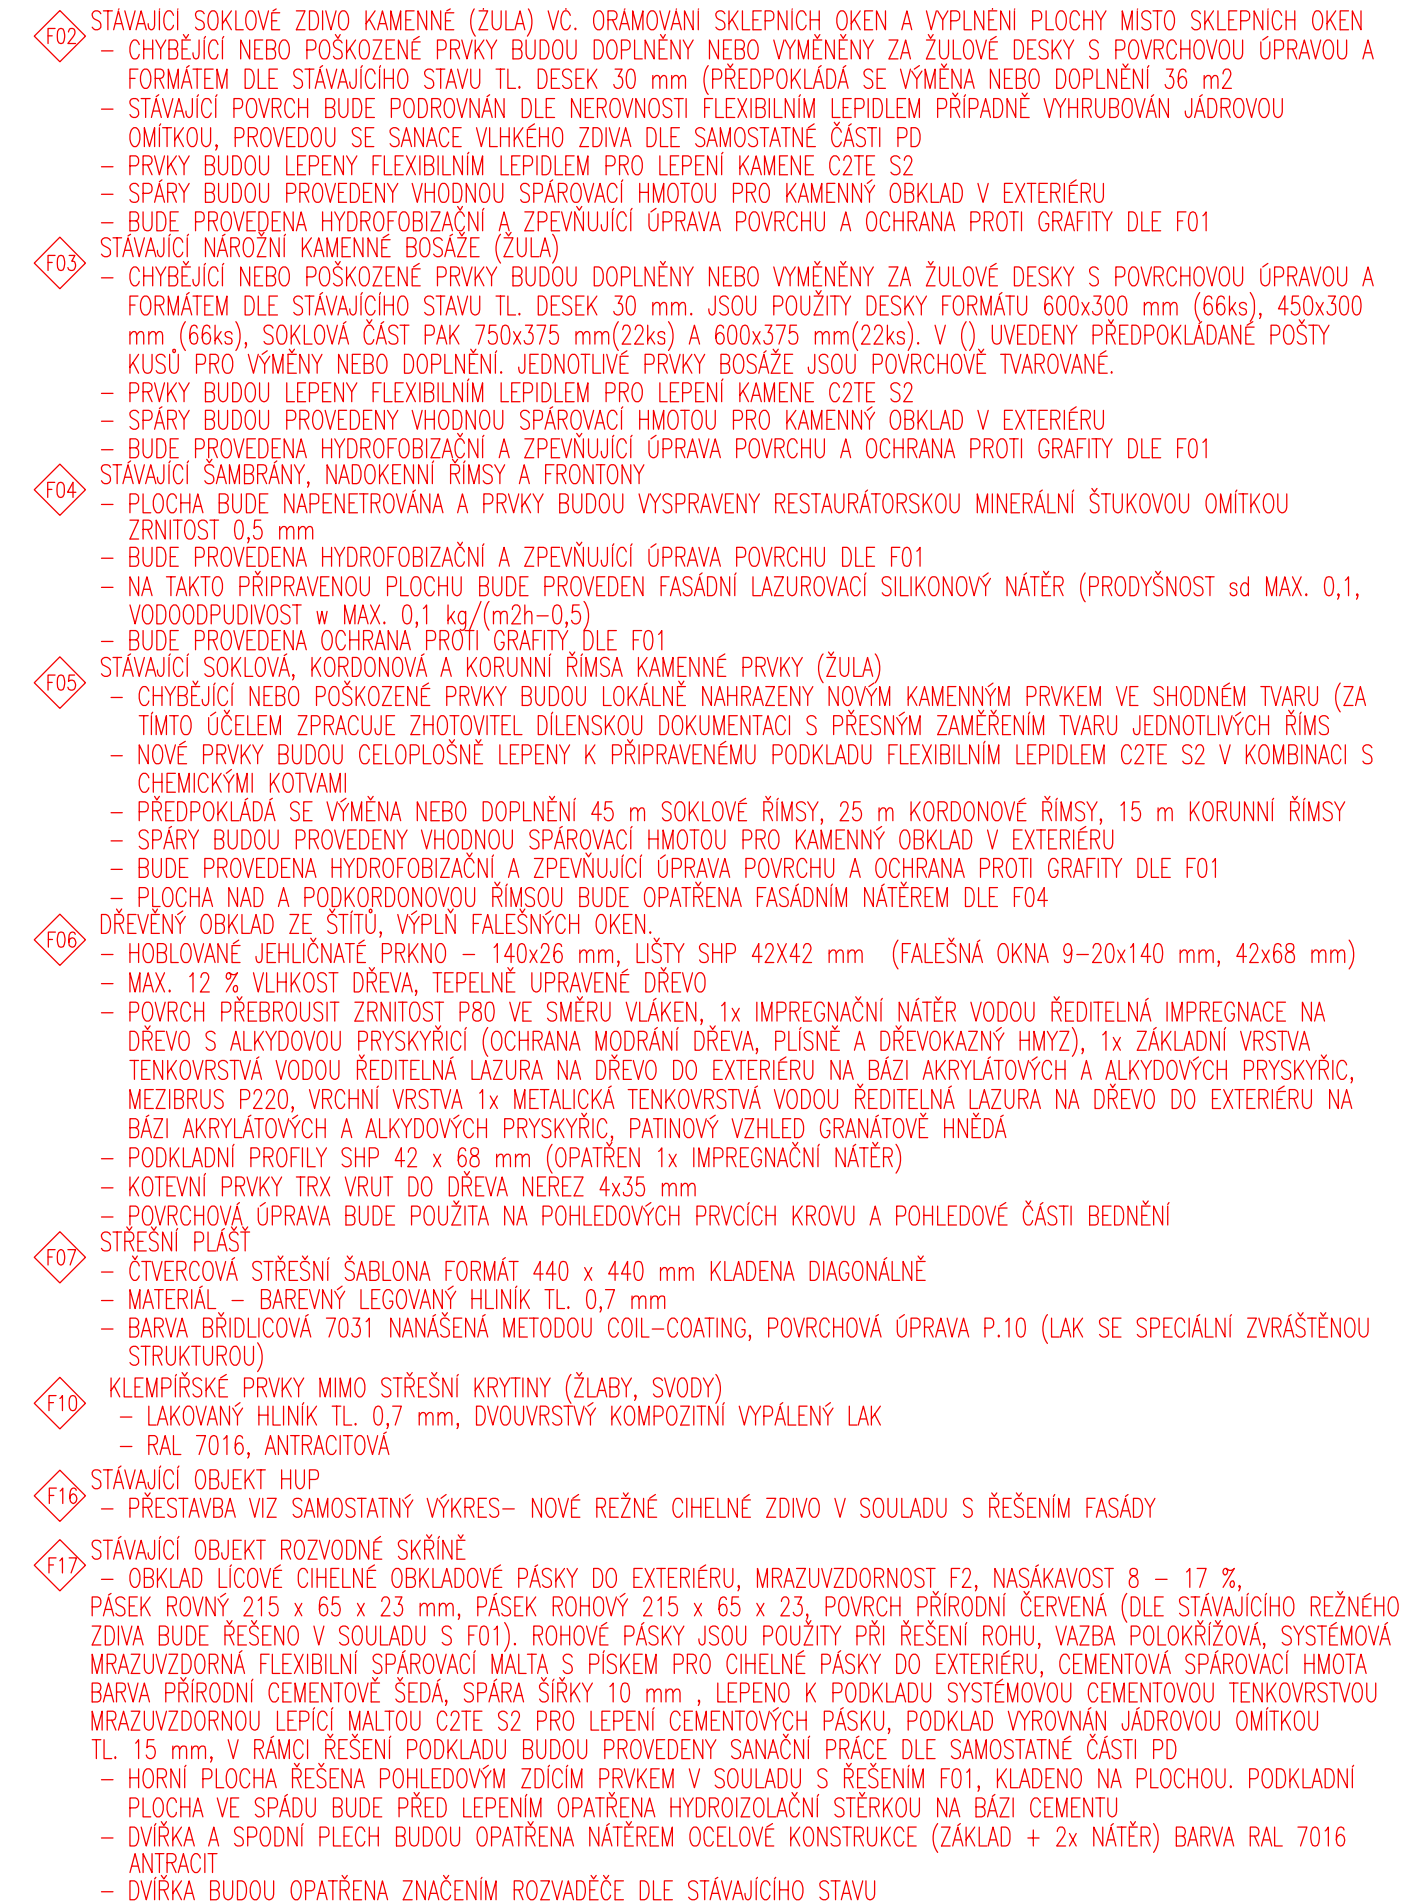 F02 STÁVAJÍCÍ SOKLOVÉ ZDIVO KAMENNÉ (ŽULA) VČ. ORÁMOVÁNÍ SKLEPNÍCH OKEN A VYPLNĚNÍ PLOCHY MÍSTO SKLEPNÍCH OKEN
– CHYBĚJÍCÍ NEBO POŠKOZENÉ PRVKY BUDOU DOPLNĚNY NEBO VYMĚNĚNY ZA ŽULOVÉ DESKY S POVRCHOVOU ÚPRAVOU A
FORMÁTEM DLE STÁVAJÍCÍHO STAVU TL. DESEK 30 mm (PŘEDPOKLÁDÁ SE VÝMĚNA NEBO DOPLNĚNÍ 36 m2
– STÁVAJÍCÍ POVRCH BUDE PODROVNÁN DLE NEROVNOSTI FLEXIBILNÍM LEPIDLEM PŘÍPADNĚ VYHRUBOVÁN JÁDROVOU
OMÍTKOU, PROVEDOU SE SANACE VLHKÉHO ZDIVA DLE SAMOSTATNÉ ČÁSTI PD
– PRVKY BUDOU LEPENY FLEXIBILNÍM LEPIDLEM PRO LEPENÍ KAMENE C2TE S2
– SPÁRY BUDOU PROVEDENY VHODNOU SPÁROVACÍ HMOTOU PRO KAMENNÝ OBKLAD V EXTERIÉRU
– BUDE PROVEDENA HYDROFOBIZAČNÍ A ZPEVŇUJÍCÍ ÚPRAVA POVRCHU A OCHRANA PROTI GRAFITY DLE F01
F03 STÁVAJÍCÍ NÁROŽNÍ KAMENNÉ BOSÁŽE (ŽULA)
– CHYBĚJÍCÍ NEBO POŠKOZENÉ PRVKY BUDOU DOPLNĚNY NEBO VYMĚNĚNY ZA ŽULOVÉ DESKY S POVRCHOVOU ÚPRAVOU A
FORMÁTEM DLE STÁVAJÍCÍHO STAVU TL. DESEK 30 mm. JSOU POUŽITY DESKY FORMÁTU 600x300 mm (66ks), 450x300
mm (66ks), SOKLOVÁ ČÁST PAK 750x375 mm(22ks) A 600x375 mm(22ks). V () UVEDENY PŘEDPOKLÁDANÉ POŠTY
KUSŮ PRO VÝMĚNY NEBO DOPLNĚNÍ. JEDNOTLIVÉ PRVKY BOSÁŽE JSOU POVRCHOVĚ TVAROVANÉ.
– PRVKY BUDOU LEPENY FLEXIBILNÍM LEPIDLEM PRO LEPENÍ KAMENE C2TE S2
– SPÁRY BUDOU PROVEDENY VHODNOU SPÁROVACÍ HMOTOU PRO KAMENNÝ OBKLAD V EXTERIÉRU
– BUDE PROVEDENA HYDROFOBIZAČNÍ A ZPEVŇUJÍCÍ ÚPRAVA POVRCHU A OCHRANA PROTI GRAFITY DLE F01
F04 STÁVAJÍCÍ ŠAMBRÁNY, NADOKENNÍ ŘÍMSY A FRONTONY
– PLOCHA BUDE NAPENETROVÁNA A PRVKY BUDOU VYSPRAVENY RESTAURÁTORSKOU MINERÁLNÍ ŠTUKOVOU OMÍTKOU
ZRNITOST 0,5 mm
– BUDE PROVEDENA HYDROFOBIZAČNÍ A ZPEVŇUJÍCÍ ÚPRAVA POVRCHU DLE F01
– NA TAKTO PŘIPRAVENOU PLOCHU BUDE PROVEDEN FASÁDNÍ LAZUROVACÍ SILIKONOVÝ NÁTĚR (PRODYŠNOST sd MAX. 0,1,
VODOODPUDIVOST w MAX. 0,1 kg/(m2h–0,5)
– BUDE PROVEDENA OCHRANA PROTI GRAFITY DLE F01
F05 STÁVAJÍCÍ SOKLOVÁ, KORDONOVÁ A KORUNNÍ ŘÍMSA KAMENNÉ PRVKY (ŽULA)
– CHYBĚJÍCÍ NEBO POŠKOZENÉ PRVKY BUDOU LOKÁLNĚ NAHRAZENY NOVÝM KAMENNÝM PRVKEM VE SHODNÉM TVARU (ZA
TÍMTO ÚČELEM ZPRACUJE ZHOTOVITEL DÍLENSKOU DOKUMENTACI S PŘESNÝM ZAMĚŘENÍM TVARU JEDNOTLIVÝCH ŘÍMS
– NOVÉ PRVKY BUDOU CELOPLOŠNĚ LEPENY K PŘIPRAVENÉMU PODKLADU FLEXIBILNÍM LEPIDLEM C2TE S2 V KOMBINACI S
CHEMICKÝMI KOTVAMI
– PŘEDPOKLÁDÁ SE VÝMĚNA NEBO DOPLNĚNÍ 45 m SOKLOVÉ ŘÍMSY, 25 m KORDONOVÉ ŘÍMSY, 15 m KORUNNÍ ŘÍMSY
– SPÁRY BUDOU PROVEDENY VHODNOU SPÁROVACÍ HMOTOU PRO KAMENNÝ OBKLAD V EXTERIÉRU
– BUDE PROVEDENA HYDROFOBIZAČNÍ A ZPEVŇUJÍCÍ ÚPRAVA POVRCHU A OCHRANA PROTI GRAFITY DLE F01
– PLOCHA NAD A PODKORDONOVOU ŘÍMSOU BUDE OPATŘENA FASÁDNÍM NÁTĚREM DLE F04
F06 DŘEVĚNÝ OBKLAD ZE ŠTÍTŮ, VÝPLŇ FALEŠNÝCH OKEN.
– HOBLOVANÉ JEHLIČNATÉ PRKNO – 140x26 mm, LIŠTY SHP 42X42 mm (FALEŠNÁ OKNA 9–20x140 mm, 42x68 mm)
– MAX. 12 % VLHKOST DŘEVA, TEPELNĚ UPRAVENÉ DŘEVO
– POVRCH PŘEBROUSIT ZRNITOST P80 VE SMĚRU VLÁKEN, 1x IMPREGNAČNÍ NÁTĚR VODOU ŘEDITELNÁ IMPREGNACE NA
DŘEVO S ALKYDOVOU PRYSKYŘICÍ (OCHRANA MODRÁNÍ DŘEVA, PLÍSNĚ A DŘEVOKAZNÝ HMYZ), 1x ZÁKLADNÍ VRSTVA
TENKOVRSTVÁ VODOU ŘEDITELNÁ LAZURA NA DŘEVO DO EXTERIÉRU NA BÁZI AKRYLÁTOVÝCH A ALKYDOVÝCH PRYSKYŘIC,
MEZIBRUS P220, VRCHNÍ VRSTVA 1x METALICKÁ TENKOVRSTVÁ VODOU ŘEDITELNÁ LAZURA NA DŘEVO DO EXTERIÉRU NA
BÁZI AKRYLÁTOVÝCH A ALKYDOVÝCH PRYSKYŘIC, PATINOVÝ VZHLED GRANÁTOVĚ HNĚDÁ
– PODKLADNÍ PROFILY SHP 42 x 68 mm (OPATŘEN 1x IMPREGNAČNÍ NÁTĚR)
– KOTEVNÍ PRVKY TRX VRUT DO DŘEVA NEREZ 4x35 mm
– POVRCHOVÁ ÚPRAVA BUDE POUŽITA NA POHLEDOVÝCH PRVCÍCH KROVU A POHLEDOVÉ ČÁSTI BEDNĚNÍ
F07 STŘEŠNÍ PLÁŠŤ
– ČTVERCOVÁ STŘEŠNÍ ŠABLONA FORMÁT 440 x 440 mm KLADENA DIAGONÁLNĚ
– MATERIÁL – BAREVNÝ LEGOVANÝ HLINÍK TL. 0,7 mm
– BARVA BŘIDLICOVÁ 7031 NANÁŠENÁ METODOU COIL–COATING, POVRCHOVÁ ÚPRAVA P.10 (LAK SE SPECIÁLNÍ ZVRÁŠTĚNOU
STRUKTUROU)
F10 KLEMPÍŘSKÉ PRVKY MIMO STŘEŠNÍ KRYTINY (ŽLABY, SVODY)
– LAKOVANÝ HLINÍK TL. 0,7 mm, DVOUVRSTVÝ KOMPOZITNÍ VYPÁLENÝ LAK
– RAL 7016, ANTRACITOVÁ
F16 STÁVAJÍCÍ OBJEKT HUP
– PŘESTAVBA VIZ SAMOSTATNÝ VÝKRES– NOVÉ REŽNÉ CIHELNÉ ZDIVO V SOULADU S ŘEŠENÍM FASÁDY
F17 STÁVAJÍCÍ OBJEKT ROZVODNÉ SKŘÍNĚ
– OBKLAD LÍCOVÉ CIHELNÉ OBKLADOVÉ PÁSKY DO EXTERIÉRU, MRAZUVZDORNOST F2, NASÁKAVOST 8 – 17 %,
PÁSEK ROVNÝ 215 x 65 x 23 mm, PÁSEK ROHOVÝ 215 x 65 x 23, POVRCH PŘÍRODNÍ ČERVENÁ (DLE STÁVAJÍCÍHO REŽNÉHO
ZDIVA BUDE ŘEŠENO V SOULADU S F01). ROHOVÉ PÁSKY JSOU POUŽITY PŘI ŘEŠENÍ ROHU, VAZBA POLOKŘÍŽOVÁ, SYSTÉMOVÁ
MRAZUVZDORNÁ FLEXIBILNÍ SPÁROVACÍ MALTA S PÍSKEM PRO CIHELNÉ PÁSKY DO EXTERIÉRU, CEMENTOVÁ SPÁROVACÍ HMOTA
BARVA PŘÍRODNÍ CEMENTOVĚ ŠEDÁ, SPÁRA ŠÍŘKY 10 mm , LEPENO K PODKLADU SYSTÉMOVOU CEMENTOVOU TENKOVRSTVOU
MRAZUVZDORNOU LEPÍCÍ MALTOU C2TE S2 PRO LEPENÍ CEMENTOVÝCH PÁSKU, PODKLAD VYROVNÁN JÁDROVOU OMÍTKOU
TL. 15 mm, V RÁMCI ŘEŠENÍ PODKLADU BUDOU PROVEDENY SANAČNÍ PRÁCE DLE SAMOSTATNÉ ČÁSTI PD
– HORNÍ PLOCHA ŘEŠENA POHLEDOVÝM ZDÍCÍM PRVKEM V SOULADU S ŘEŠENÍM F01, KLADENO NA PLOCHOU. PODKLADNÍ
PLOCHA VE SPÁDU BUDE PŘED LEPENÍM OPATŘENA HYDROIZOLAČNÍ STĚRKOU NA BÁZI CEMENTU
– DVÍŘKA A SPODNÍ PLECH BUDOU OPATŘENA NÁTĚREM OCELOVÉ KONSTRUKCE (ZÁKLAD + 2x NÁTĚR) BARVA RAL 7016
ANTRACIT
– DVÍŘKA BUDOU OPATŘENA ZNAČENÍM ROZVADĚČE DLE STÁVAJÍCÍHO STAVU